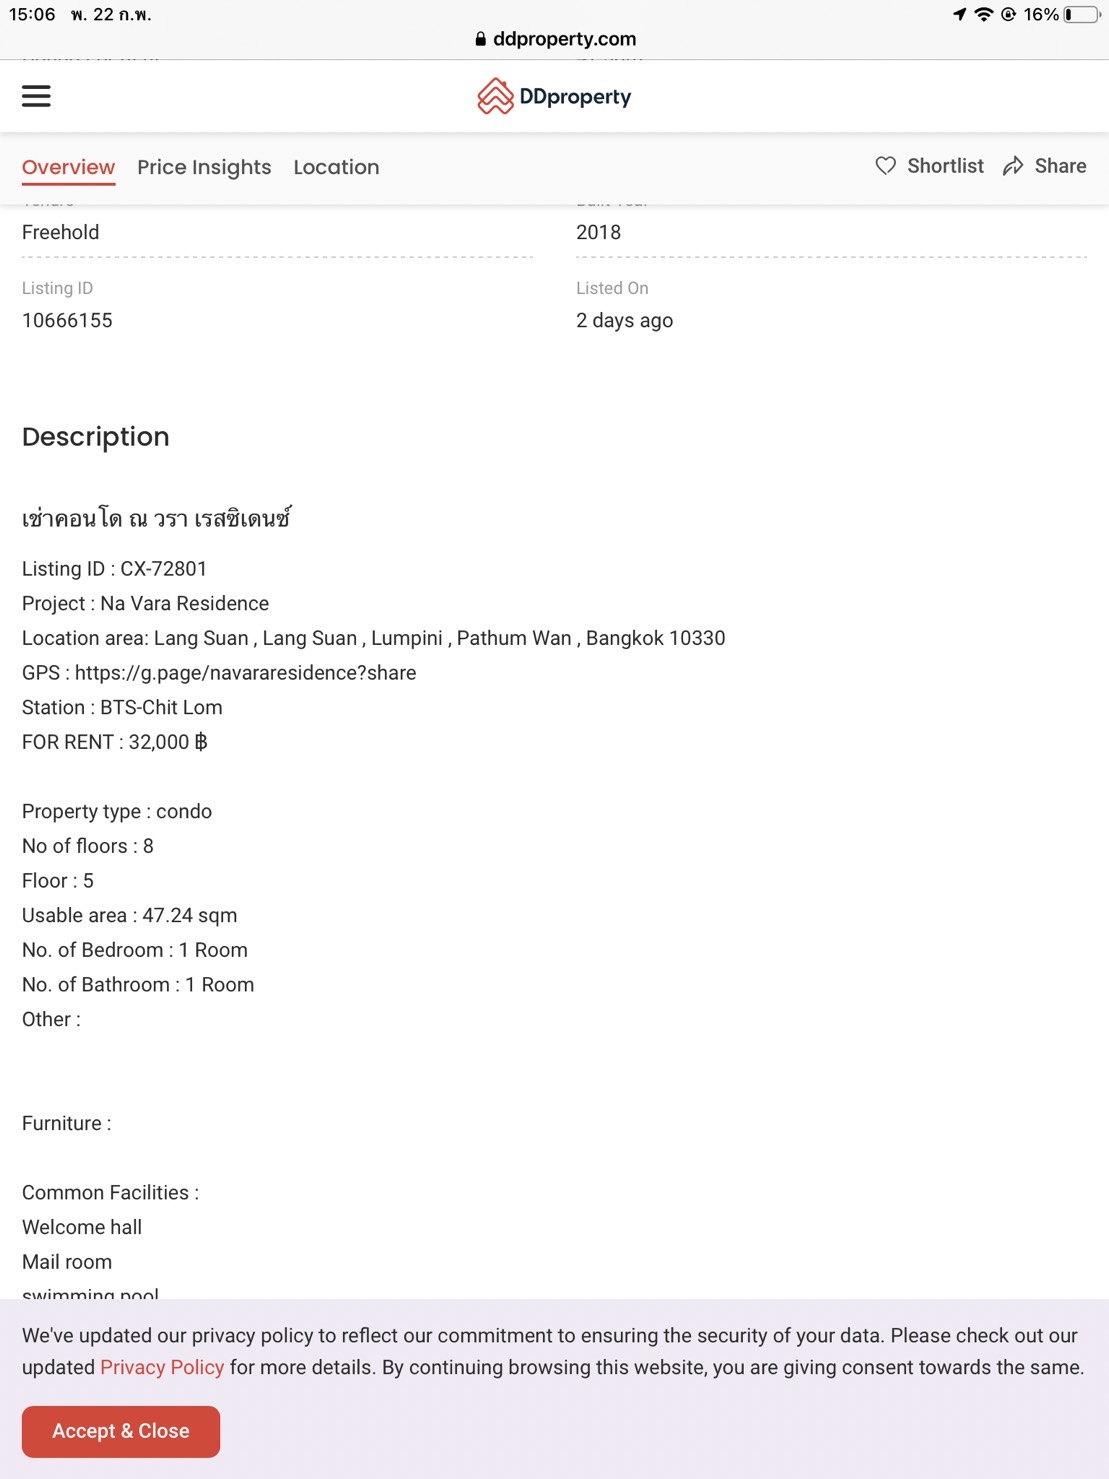 15:06 พ. 22 ก.พ. 16%
ddproperty.com
DDproperty
Overview Price Insights Location Shortlist Share
Freehold 2018
Listing ID Listed On
10666155 2 days ago
Description
เช่าคอนโด ณ วรา เรสซิเดนซ์
Listing ID : CX-72801
Project : Na Vara Residence
Location area: Lang Suan , Lang Suan , Lumpini , Pathum Wan , Bangkok 10330
GPS : https://g.page/navararesidence?share
Station : BTS-Chit Lom
FOR RENT : 32,000 ฿
Property type : condo
No of floors : 8
Floor : 5
Usable area : 47.24 sqm
No. of Bedroom : 1 Room
No. of Bathroom : 1 Room
Other :
Furniture :
Common Facilities :
Welcome hall
Mail room
swimming pool
We've updated our privacy policy to reflect our commitment to ensuring the security of your data. Please check out our
updated Privacy Policy for more details. By continuing browsing this website, you are giving consent towards the same.
Accept & Close